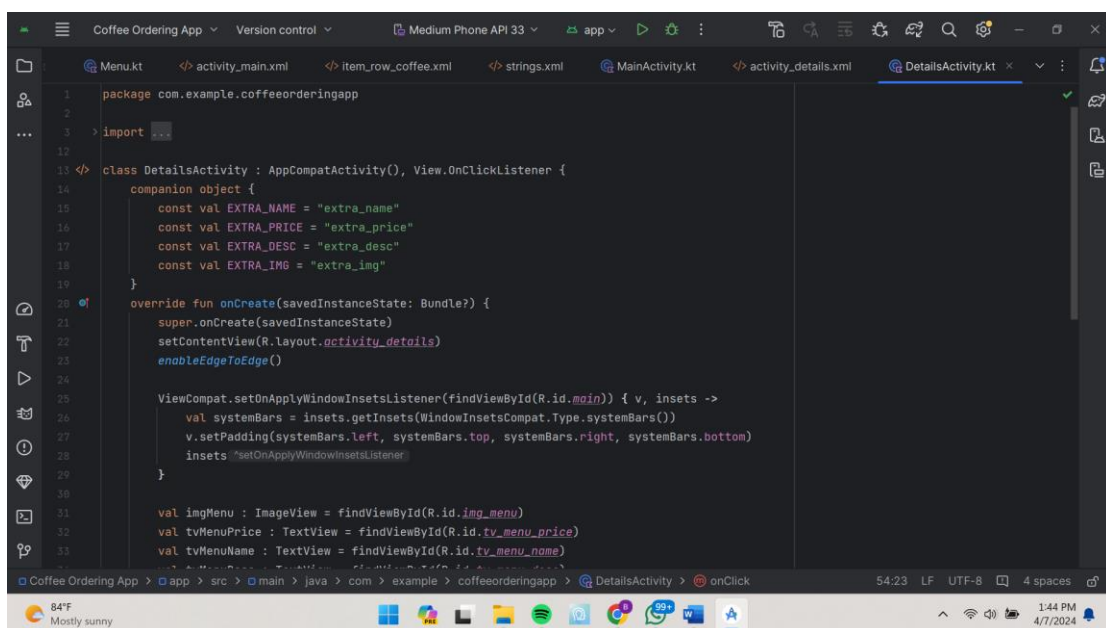 Coffee Ordering App Version control Medium Phone API 33 app
Menu.kt </> activity_main.xml </> item_row_coffee.xml </> strings.xml MainActivity.kt </> activity_details.xml DetailsActivity.kt
1 package com.example.coffeeorderingapp
2
3 import ...
12
13 </> class DetailsActivity : AppCompatActivity(), View.OnClickListener {
14 companion object {
15 const val EXTRA_NAME = "extra_name"
16 const val EXTRA_PRICE = "extra_price"
17 const val EXTRA_DESC = "extra_desc"
18 const val EXTRA_IMG = "extra_img"
19 }
20 override fun onCreate(savedInstanceState: Bundle?) {
21 super.onCreate(savedInstanceState)
22 setContentView(R.layout.activity_details)
23 enableEdgeToEdge()
24
25 ViewCompat.setOnApplyWindowInsetsListener(findViewById(R.id.main)) { v, insets ->
26 val systemBars = insets.getInsets(WindowInsetsCompat.Type.systemBars())
27 v.setPadding(systemBars.left, systemBars.top, systemBars.right, systemBars.bottom)
28 insets ^setOnApplyWindowInsetsListener
29 }
30
31 val imgMenu : ImageView = findViewById(R.id.img_menu)
32 val tvMenuPrice : TextView = findViewById(R.id.tv_menu_price)
33 val tvMenuName : TextView = findViewById(R.id.tv_menu_name)
Coffee Ordering App > app > src > main > java > com > example > coffeeorderingapp > DetailsActivity > onClick 54:23 LF UTF-8 4 spaces
84°F
Mostly sunny
99+
1:44 PM
4/7/2024